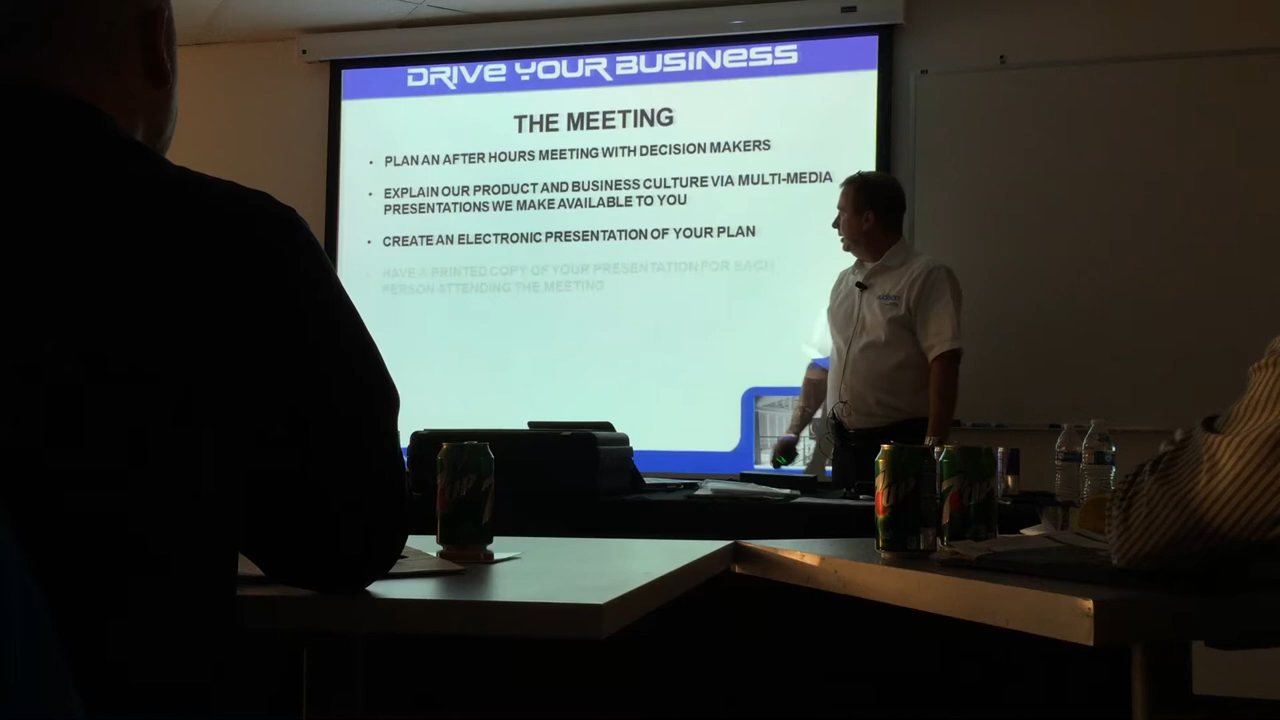 DRIVE YOUR BUSINESS
THE MEETING
• PLAN AN AFTER HOURS MEETING WITH DECISION MAKERS
• EXPLAIN OUR PRODUCT AND BUSINESS CULTURE VIA MULTI-MEDIA
PRESENTATIONS WE MAKE AVAILABLE TO YOU
• CREATE AN ELECTRONIC PRESENTATION OF YOUR PLAN
HAVE A PRINTED COPY OF YOUR PRESENTATION FOR EACH
PERSON ATTENDING THE MEETING
7UP